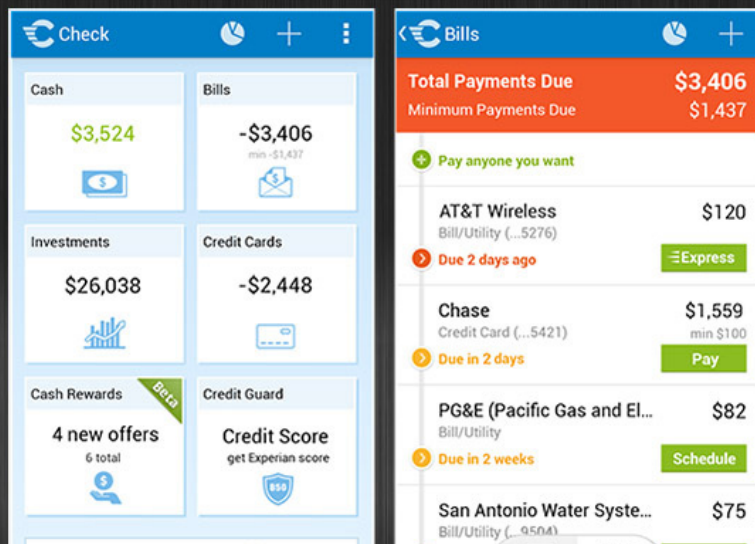 Check
Cash
$3,524
Bills
-$3,406
min -$1,437
Investments
$26,038
Credit Cards
-$2,448
Cash Rewards
Beta
4 new offers
6 total
Credit Guard
Credit Score
get Experian score
850
Bills
Total Payments Due $3,406
Minimum Payments Due $1,437
Pay anyone you want
AT&T Wireless $120
Bill/Utility (...5276)
Due 2 days ago Express
Chase $1,559
Credit Card (...5421) min $100
Due in 2 days Pay
PG&E (Pacific Gas and El... $82
Bill/Utility
Due in 2 weeks Schedule
San Antonio Water Syste... $75
Bill/Utility (...9504)